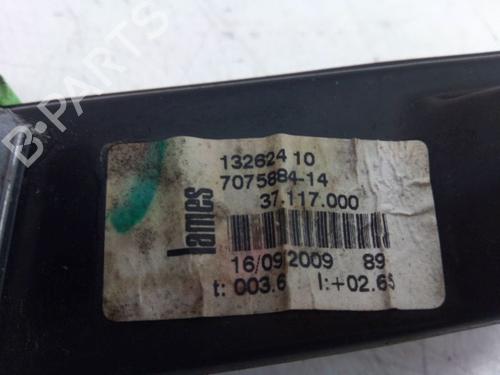 B-PARTS
132624 10
7075884-14
37.117.000
lames
16/09/2009 89
t: 003.6 l:+02.65